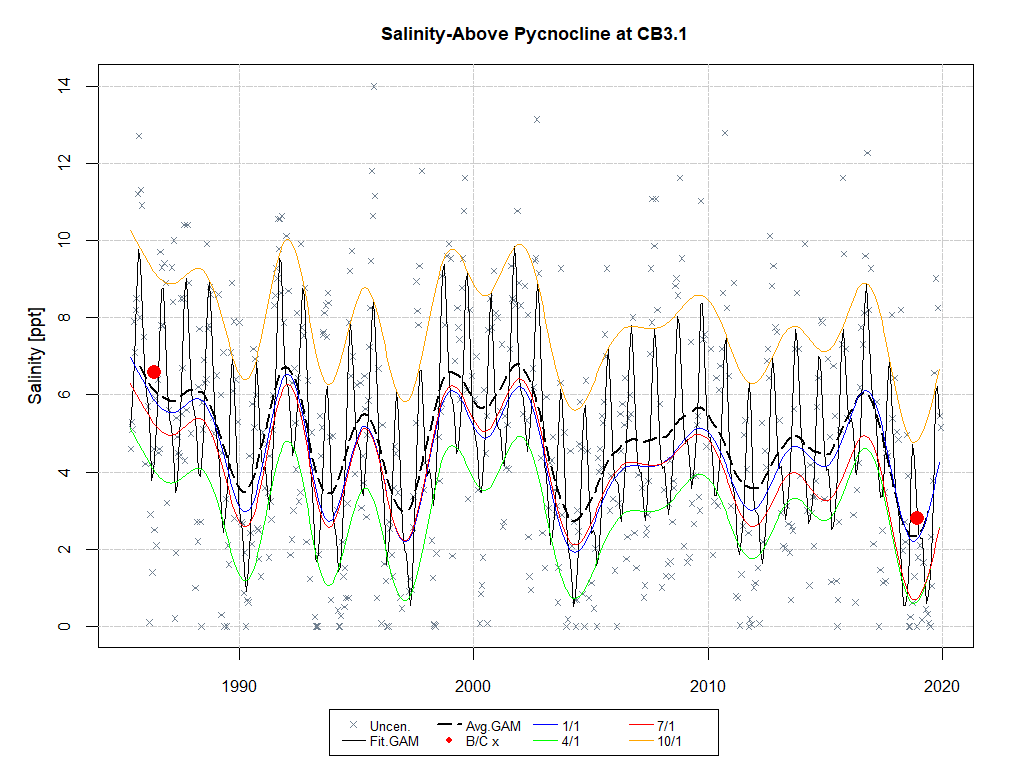 Salinity-Above Pycnocline at CB3.1
Salinity [ppt]
14
12
10
8
6
4
2
0
1990 2000 2010 2020
Uncen. Avg.GAM 1/1 7/1
Fit.GAM B/C x 4/1 10/1